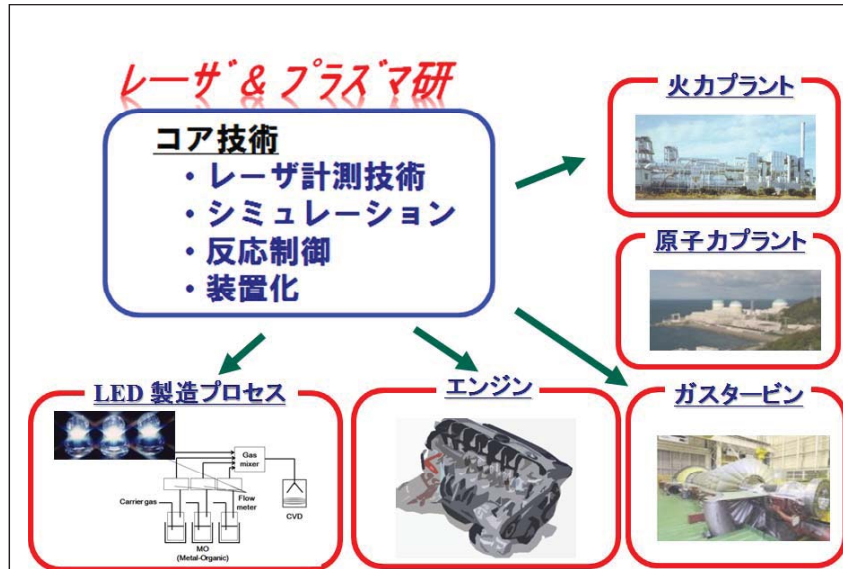 レーザ&プラズマ研
コア技術
・レーザ計測技術
・シミュレーション
・反応制御
・装置化
火力プラント
原子力プラント
LED 製造プロセス
Gas
mixer
Flow
meter
Carrier gas
CVD
MO
(Metal-Organic)
エンジン
ガスタービン